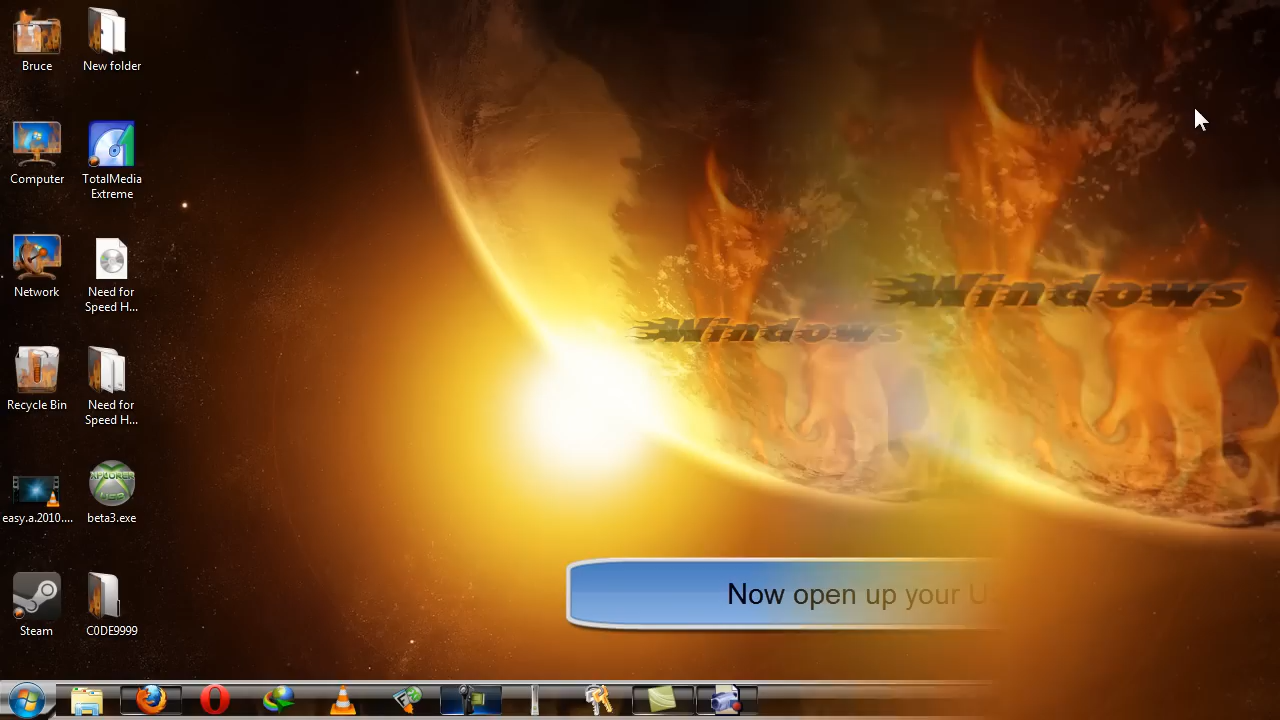 Bruce
New folder
Computer
TotalMedia
Extreme
Network
Need for
Speed H...
Recycle Bin
Need for
Speed H...
easy.a.2010....
XPLORER
beta3.exe
Steam
C0DE9999
Windows
Windows
Now open up your U